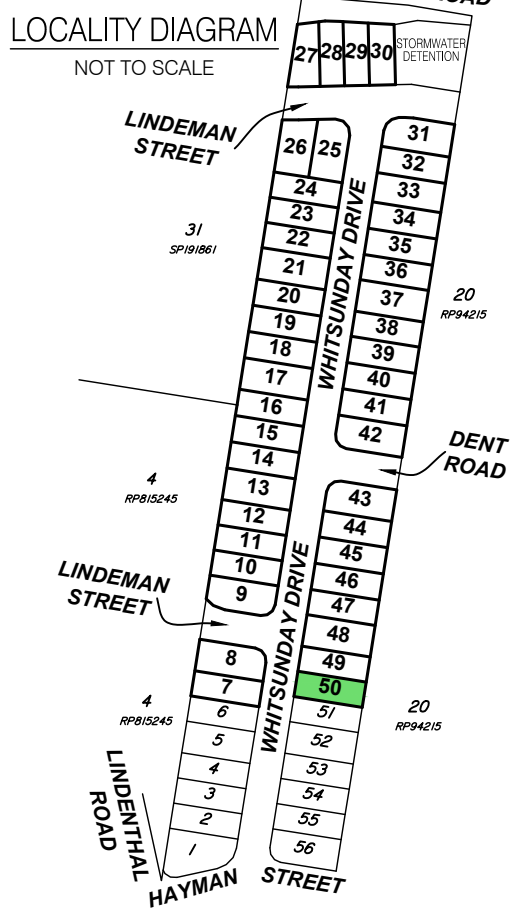 ROAD
LOCALITY DIAGRAM
NOT TO SCALE
27 28 29 30
STORMWATER
DETENTION
LINDEMAN
STREET
26 25
31
32
24
33
23
34
22
35
21
36
20
37
19
38
18
39
17
40
16
41
15
42
14
13
43
12
44
11
45
10
46
9
47
48
8
49
7
50
6
51
5
52
4
53
3
54
2
55
1
56
WHITSUNDAY DRIVE
WHITSUNDAY DRIVE
31
SP191861
20
RP94215
DENT
ROAD
4
RP815245
LINDEMAN
STREET
4
RP815245
20
RP94215
LINDENTHAL
ROAD
HAYMAN STREET